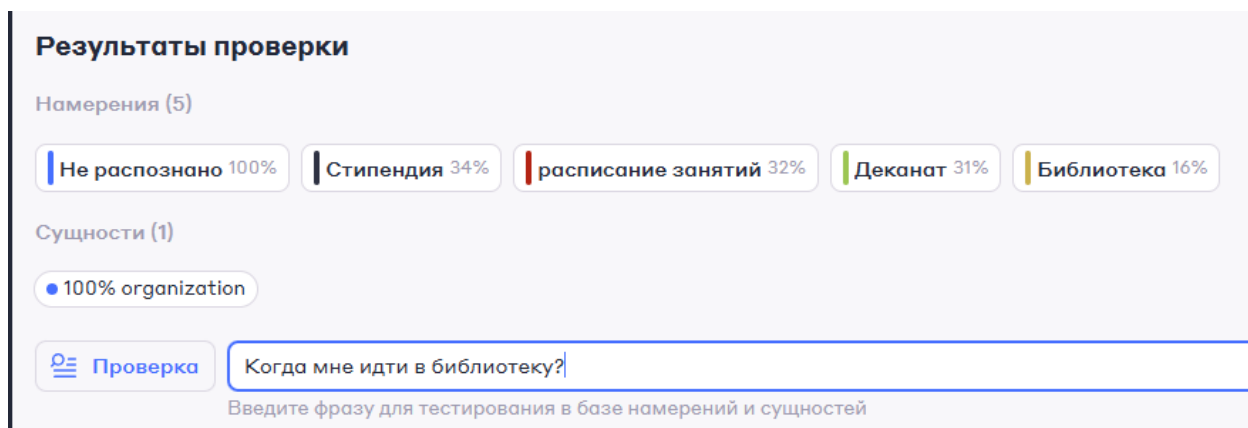 Результаты проверки
Намерения (5)
Не распознано 100% Стипендия 34% расписание занятий 32% Деканат 31% Библиотека 16%
Сущности (1)
100% organization
Проверка Когда мне идти в библиотеку?
Введите фразу для тестирования в базе намерений и сущностей